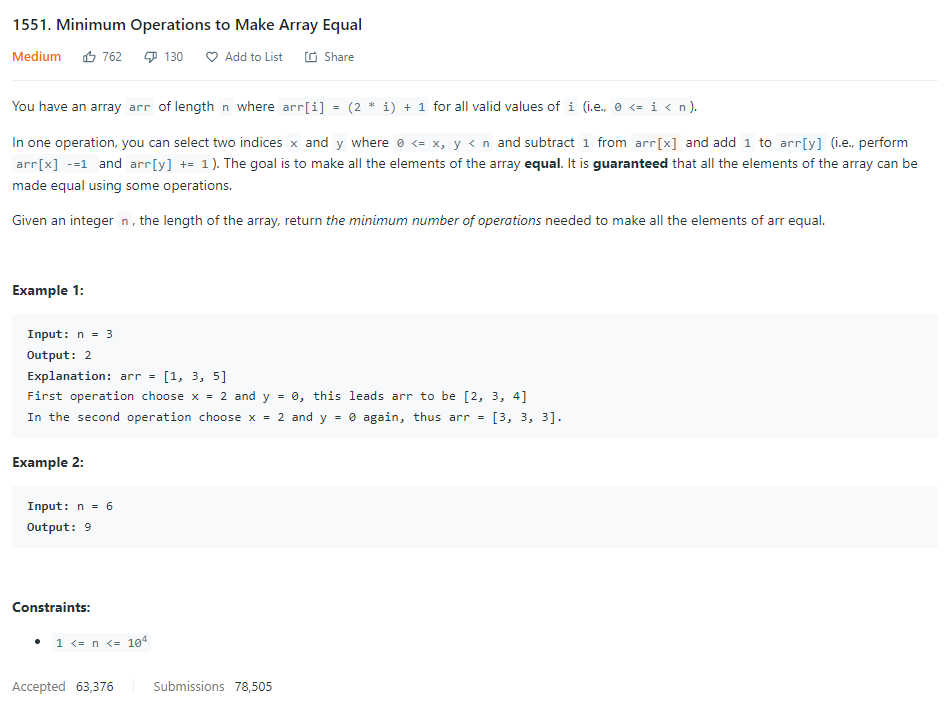 1551. Minimum Operations to Make Array Equal
Medium 762 130 Add to List Share
You have an array arr of length n where arr[i] = (2 * i) + 1 for all valid values of i (i.e., 0 <= i < n).
In one operation, you can select two indices x and y where 0 <= x, y < n and subtract 1 from arr[x] and add 1 to arr[y] (i.e., perform
arr[x] -=1 and arr[y] += 1). The goal is to make all the elements of the array equal. It is guaranteed that all the elements of the array can be
made equal using some operations.
Given an integer n, the length of the array, return the minimum number of operations needed to make all the elements of arr equal.
Example 1:
Input: n = 3
Output: 2
Explanation: arr = [1, 3, 5]
First operation choose x = 2 and y = 0, this leads arr to be [2, 3, 4]
In the second operation choose x = 2 and y = 0 again, thus arr = [3, 3, 3].
Example 2:
Input: n = 6
Output: 9
Constraints:
• 1 <= n <= 10⁴
Accepted 63,376 Submissions 78,505